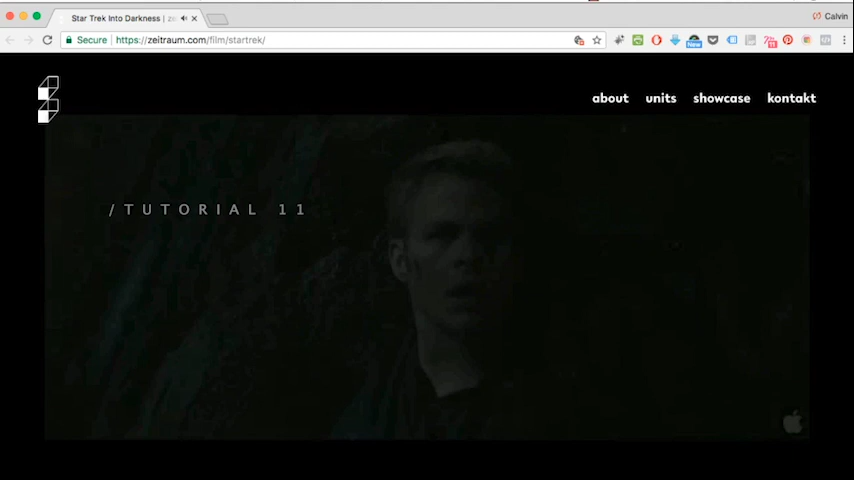 Star Trek Into Darkness | ze
Calvin
Secure
https://zeitraum.com/film/startrek/
New
11
about
units
showcase
kontakt
/TUTORIAL 11